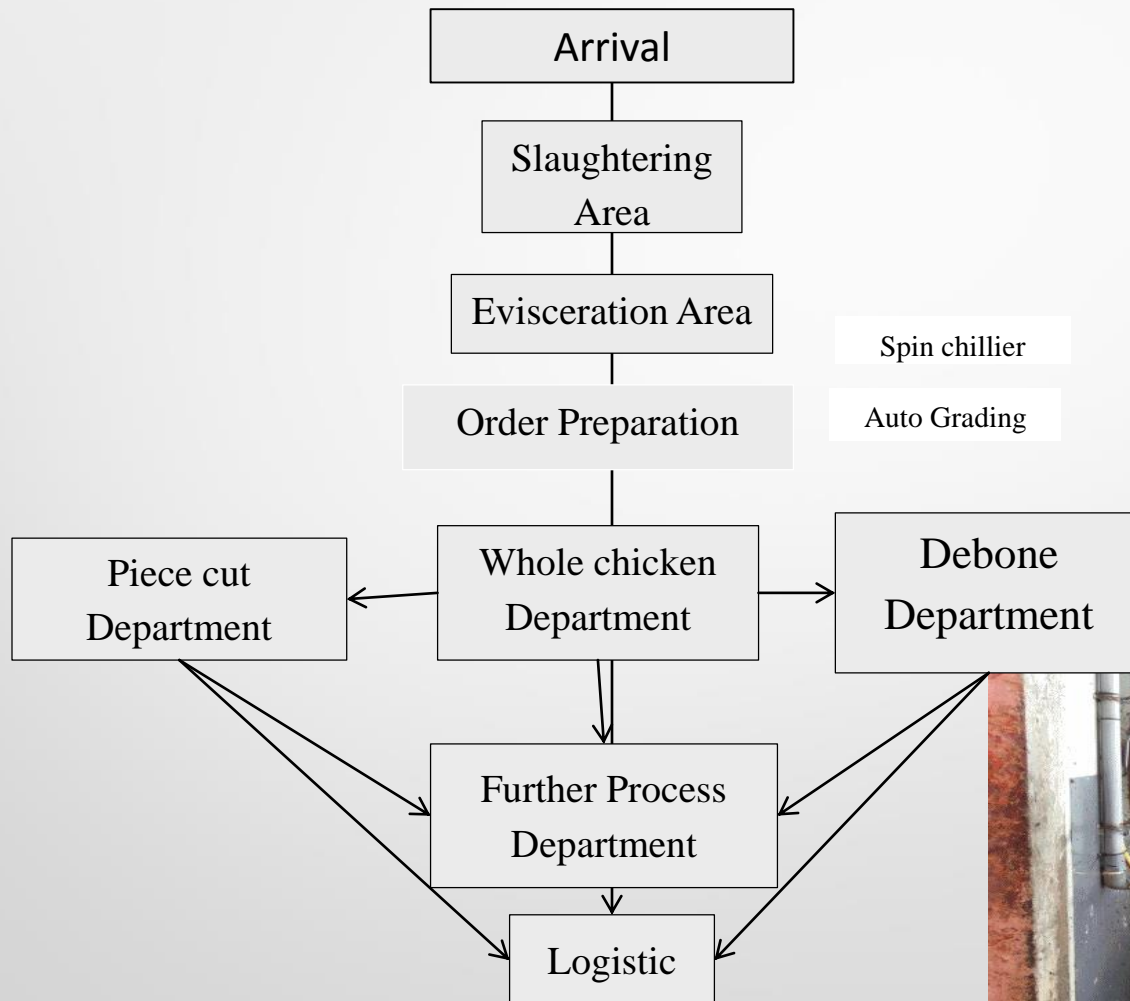 Arrival
Slaughtering
Area
Evisceration Area
Spin chillier
Order Preparation
Auto Grading
Piece cut
Department
Whole chicken
Department
Debone
Department
Further Process
Department
Logistic